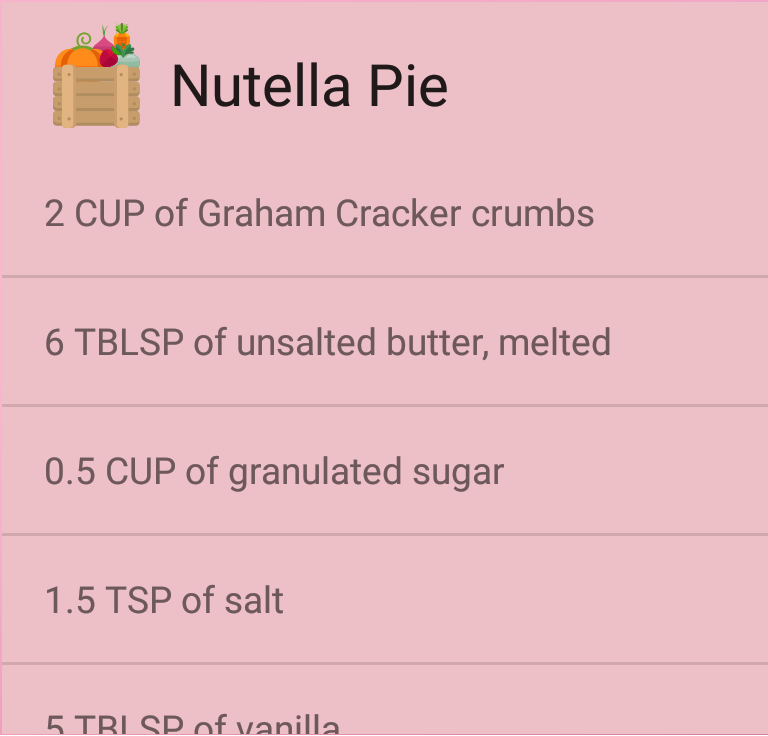 Nutella Pie
2 CUP of Graham Cracker crumbs
6 TBLSP of unsalted butter, melted
0.5 CUP of granulated sugar
1.5 TSP of salt
5 TBLSP of vanilla